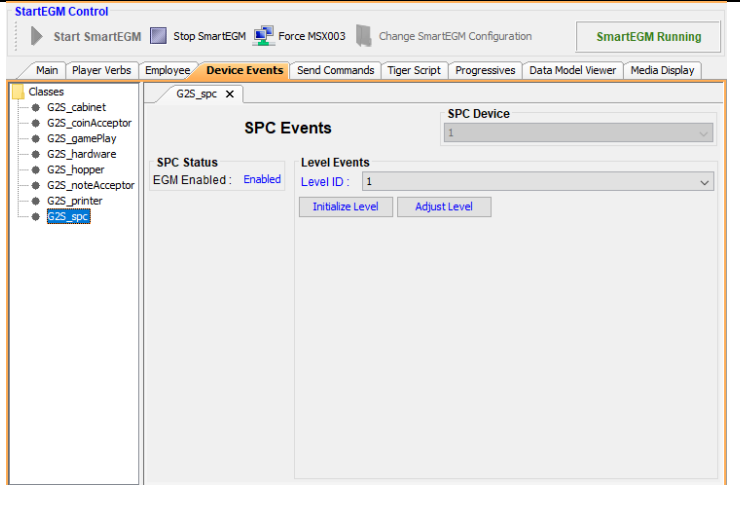 StartEGM Control
Start SmartEGM Stop SmartEGM Force MSX003 Change SmartEGM Configuration SmartEGM Running
Main Player Verbs Employee Device Events Send Commands Tiger Script Progressives Data Model Viewer Media Display
Classes
G2S_cabinet
G2S_coinAcceptor
G2S_gamePlay
G2S_hardware
G2S_hopper
G2S_noteAcceptor
G2S_printer
G2S_spc
G2S_spc X
SPC Events
SPC Device
1
SPC Status
EGM Enabled : Enabled
Level Events
Level ID : 1
Initialize Level Adjust Level